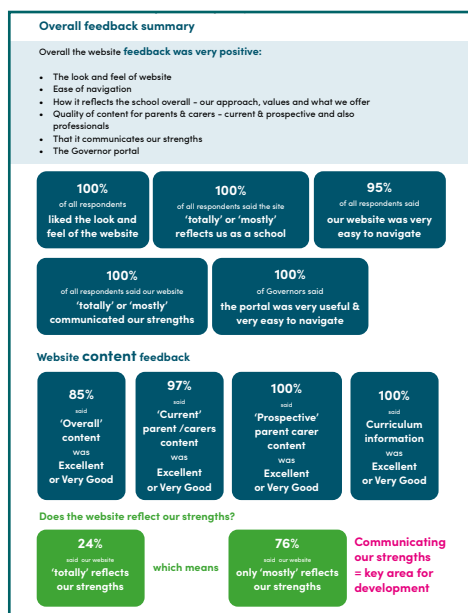 Overall feedback summary
Overall the website feedback was very positive:
• The look and feel of website
• Ease of navigation
• How it reflects the school overall - our approach, values and what we offer
• Quality of content for parents & carers - current & prospective and also
professionals
• That it communicates our strengths
• The Governor portal
100%
of all respondents
liked the look and
feel of the website
100%
of all respondents said the site
'totally' or 'mostly'
reflects us as a school
95%
of all respondents said
our website was very
easy to navigate
100%
of all respondents said our website
'totally' or 'mostly'
communicated our strengths
100%
of Governors said
the portal was very useful &
very easy to navigate
Website content feedback
85%
said
'Overall'
content
was
Excellent
or Very Good
97%
said
'Current'
parent /carers
content
was
Excellent
or Very Good
100%
said
'Prospective'
parent carer
content
was
Excellent
or Very Good
100%
said
Curriculum
information
was
Excellent
or Very Good
Does the website reflect our strengths?
24%
said our website
'totally' reflects
our strengths
which means
76%
said our website
only 'mostly' reflects
our strengths
Communicating
our strengths
= key area for
development